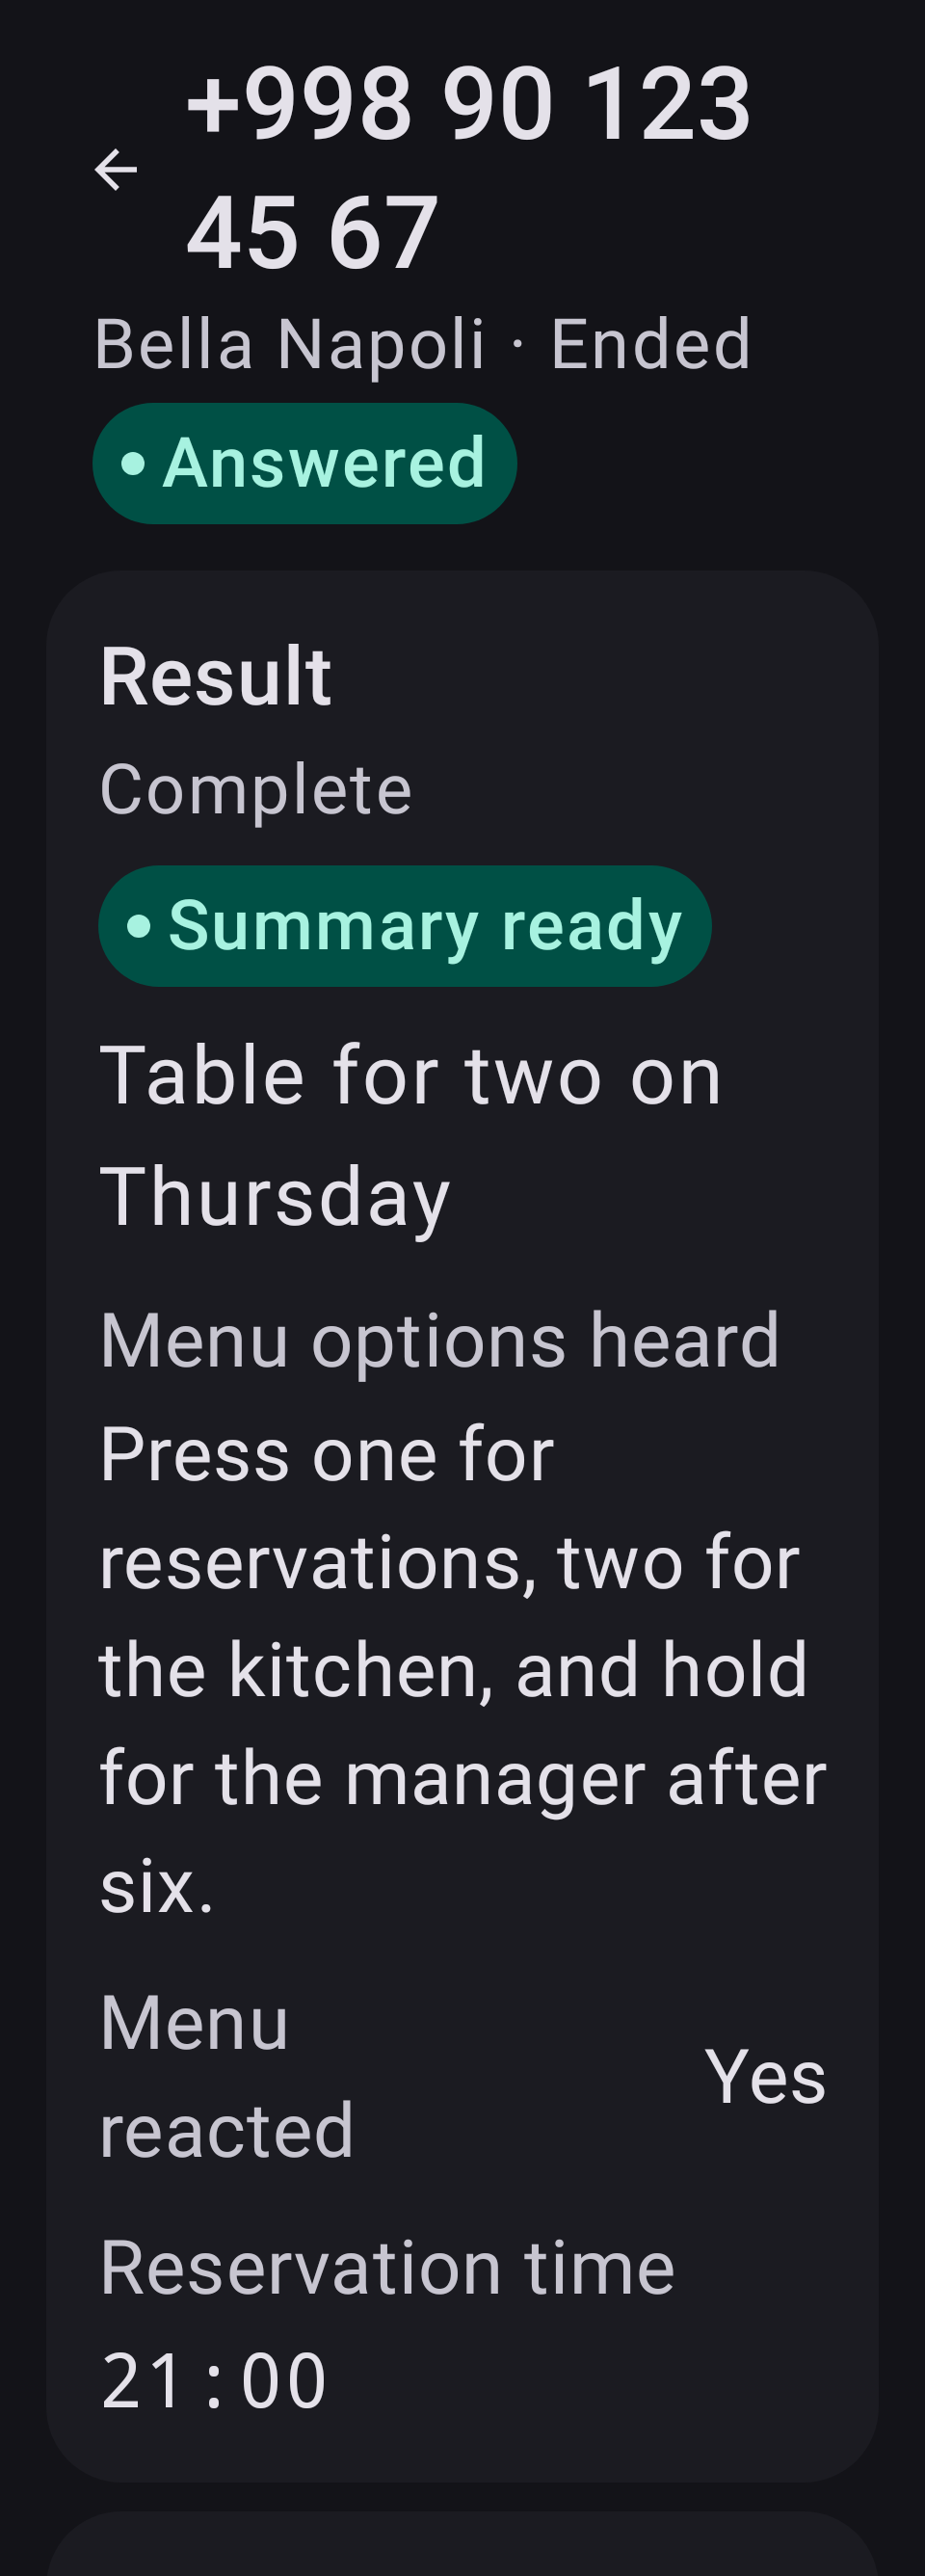 +998 90 123
45 67
Bella Napoli · Ended
Answered
Result
Complete
Summary ready
Table for two on
Thursday
Menu options heard
Press one for
reservations, two for
the kitchen, and hold
for the manager after
six.
Menu
reacted
Yes
Reservation time
21:00